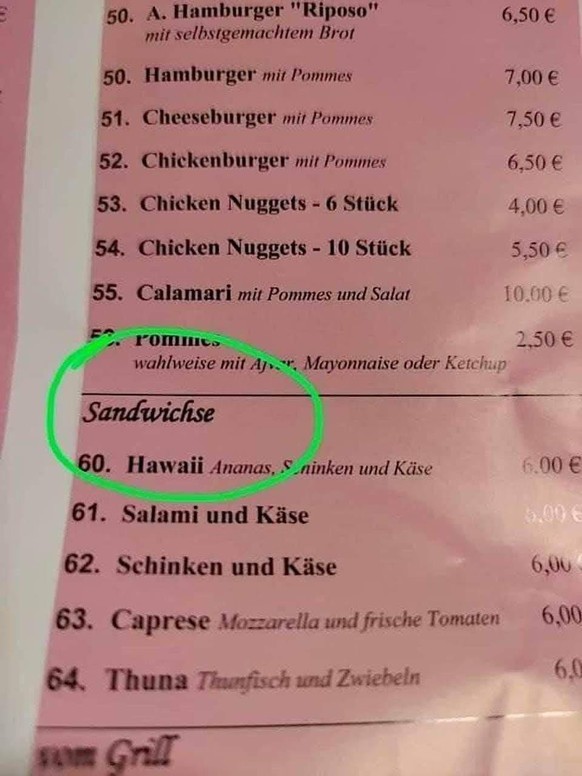 50. A. Hamburger "Riposo" 6,50 €
mit selbstgemachtem Brot
50. Hamburger mit Pommes 7,00 €
51. Cheeseburger mit Pommes 7,50 €
52. Chickenburger mit Pommes 6,50 €
53. Chicken Nuggets - 6 Stück 4,00 €
54. Chicken Nuggets - 10 Stück 5,50 €
55. Calamari mit Pommes und Salat 10,00 €
Pommes 2,50 €
wahlweise mit Ajvar, Mayonnaise oder Ketchup
Sandwichse
60. Hawaii Ananas, Schinken und Käse 6.00 €
61. Salami und Käse €
62. Schinken und Käse 6,00
63. Caprese Mozzarella und frische Tomaten 6,00
64. Thuna Thunfisch und Zwiebeln 6,0
vom Grill